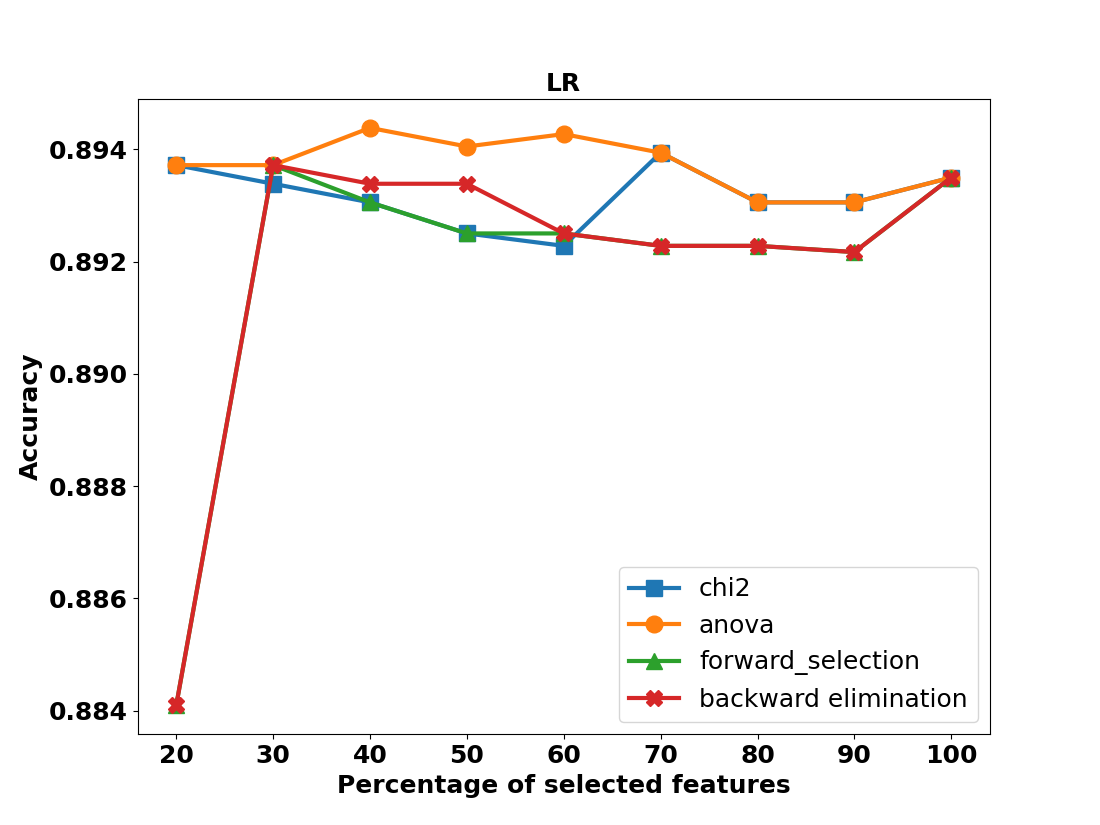 LR
Accuracy
0.894
0.892
0.890
0.888
0.886
0.884
20 30 40 50 60 70 80 90 100
Percentage of selected features
chi2
anova
forward_selection
backward elimination